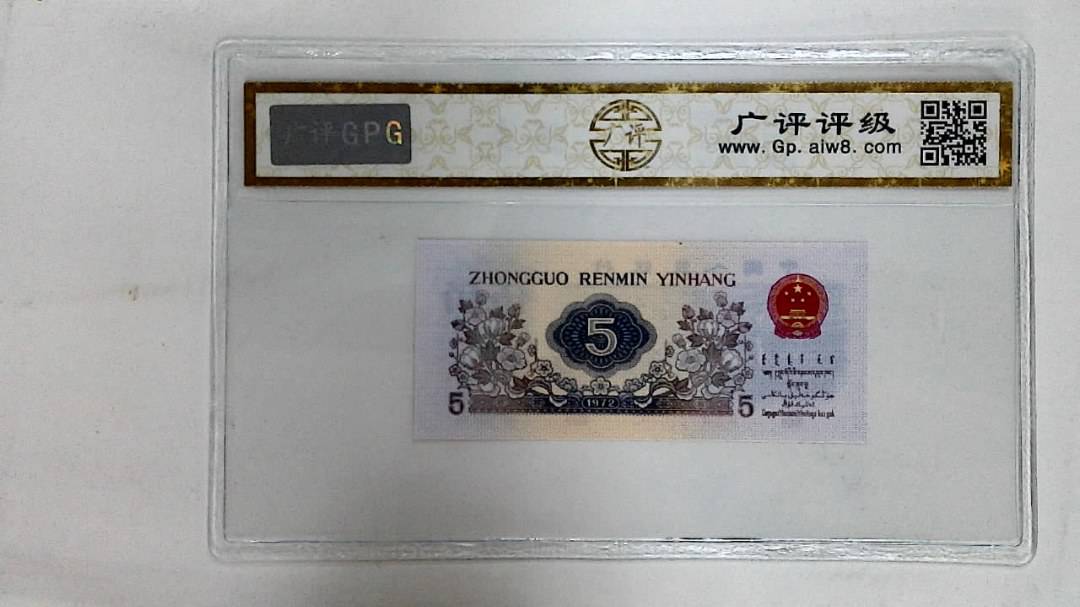 广评GPG
广评
广评评级
www.Gp.aiw8.com
ZHONGGUO RENMIN YINHANG
5
1972
5 5